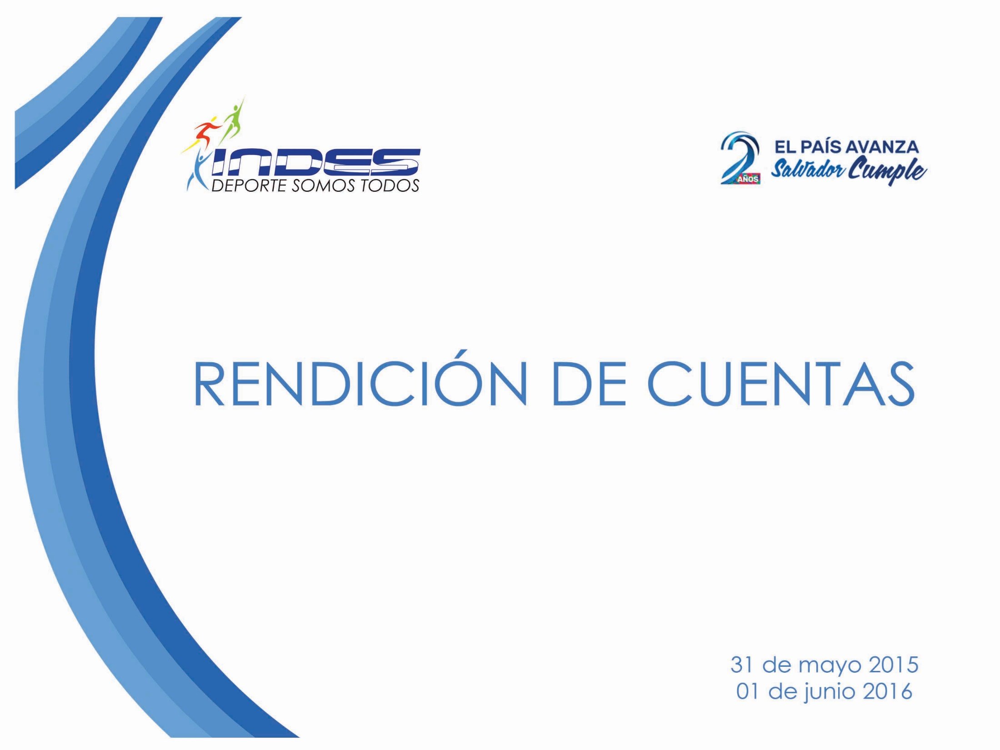 INDES
DEPORTE SOMOS TODOS
2 AÑOS
EL PAÍS AVANZA
Salvador Cumple
RENDICIÓN DE CUENTAS
31 de mayo 2015
01 de junio 2016